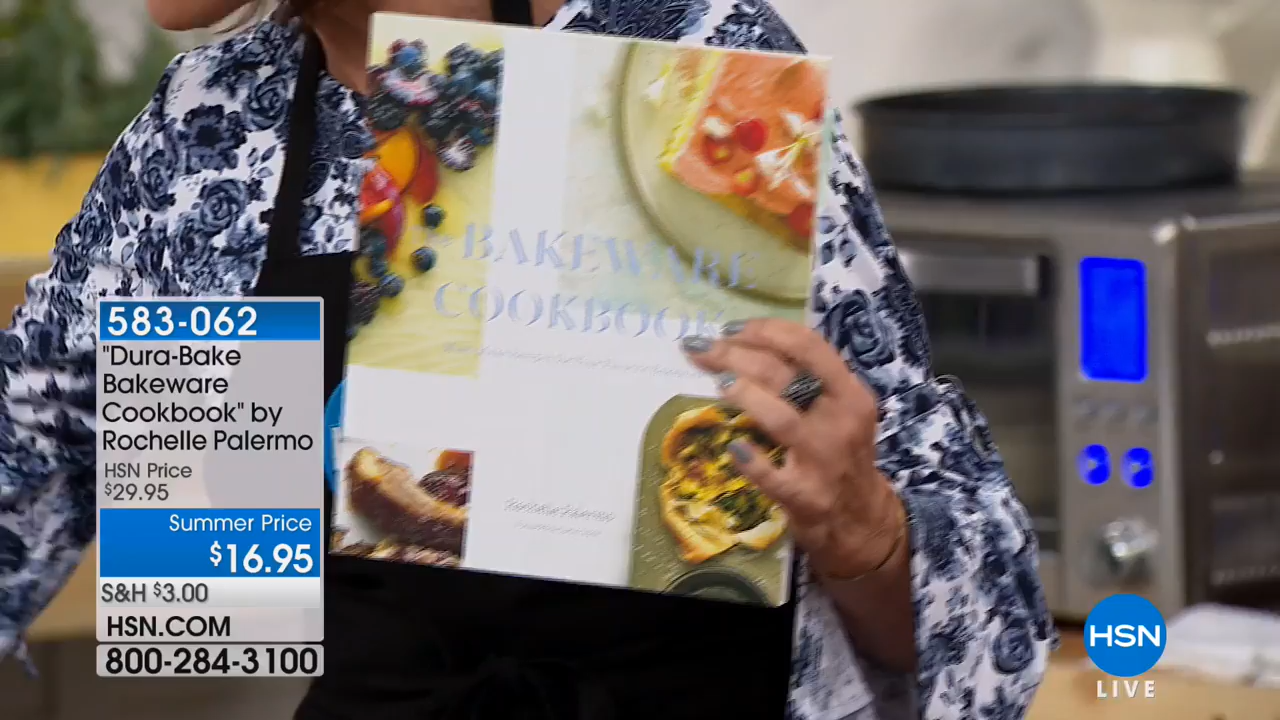 The BAKEWARE
COOKBOOK
583-062
"Dura-Bake
Bakeware
Cookbook" by
Rochelle Palermo
HSN Price
$29.95
Summer Price
$16.95
S&H $3.00
HSN.COM
800-284-3100
HSN
LIVE